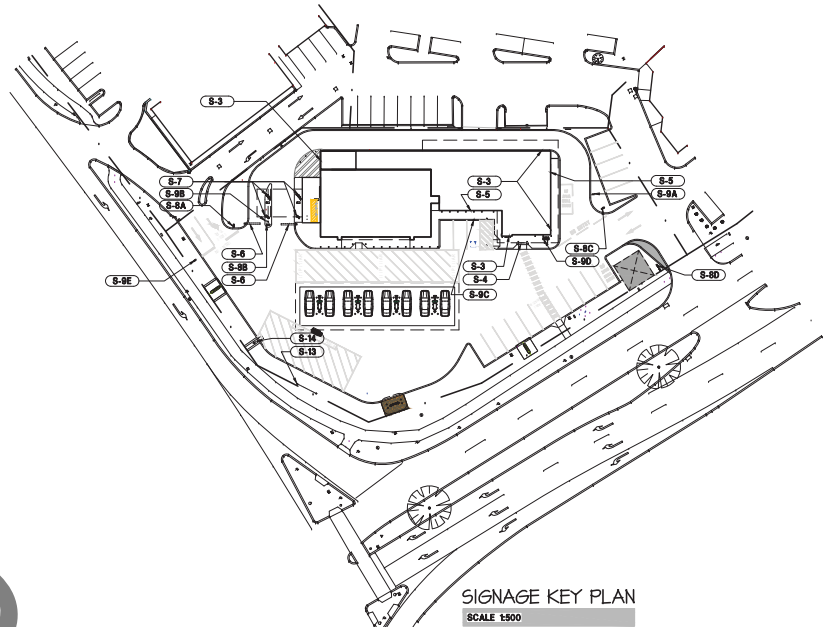 S-3
S-7
S-9B
S-8A
S-3
S-5
S-5
S-9A
S-6
S-8B
S-6
S-8C
S-9D
S-3
S-4
S-8D
S-9E
S-9C
S-14
S-13
SIGNAGE KEY PLAN
SCALE 1:500